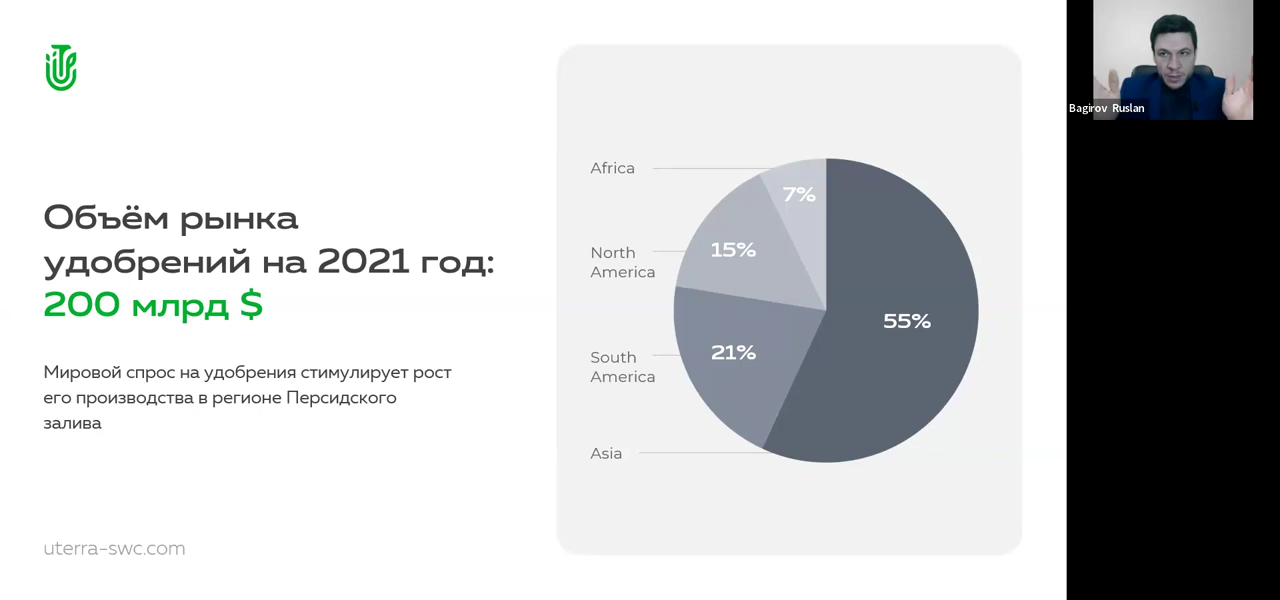 Объём рынка
удобрений на 2021 год:
200 млрд $
Мировой спрос на удобрения стимулирует рост
его производства в регионе Персидского
залива
uterra-swc.com
Africa
7%
North
America
15%
55%
South
America
21%
Asia
Bagirov Ruslan